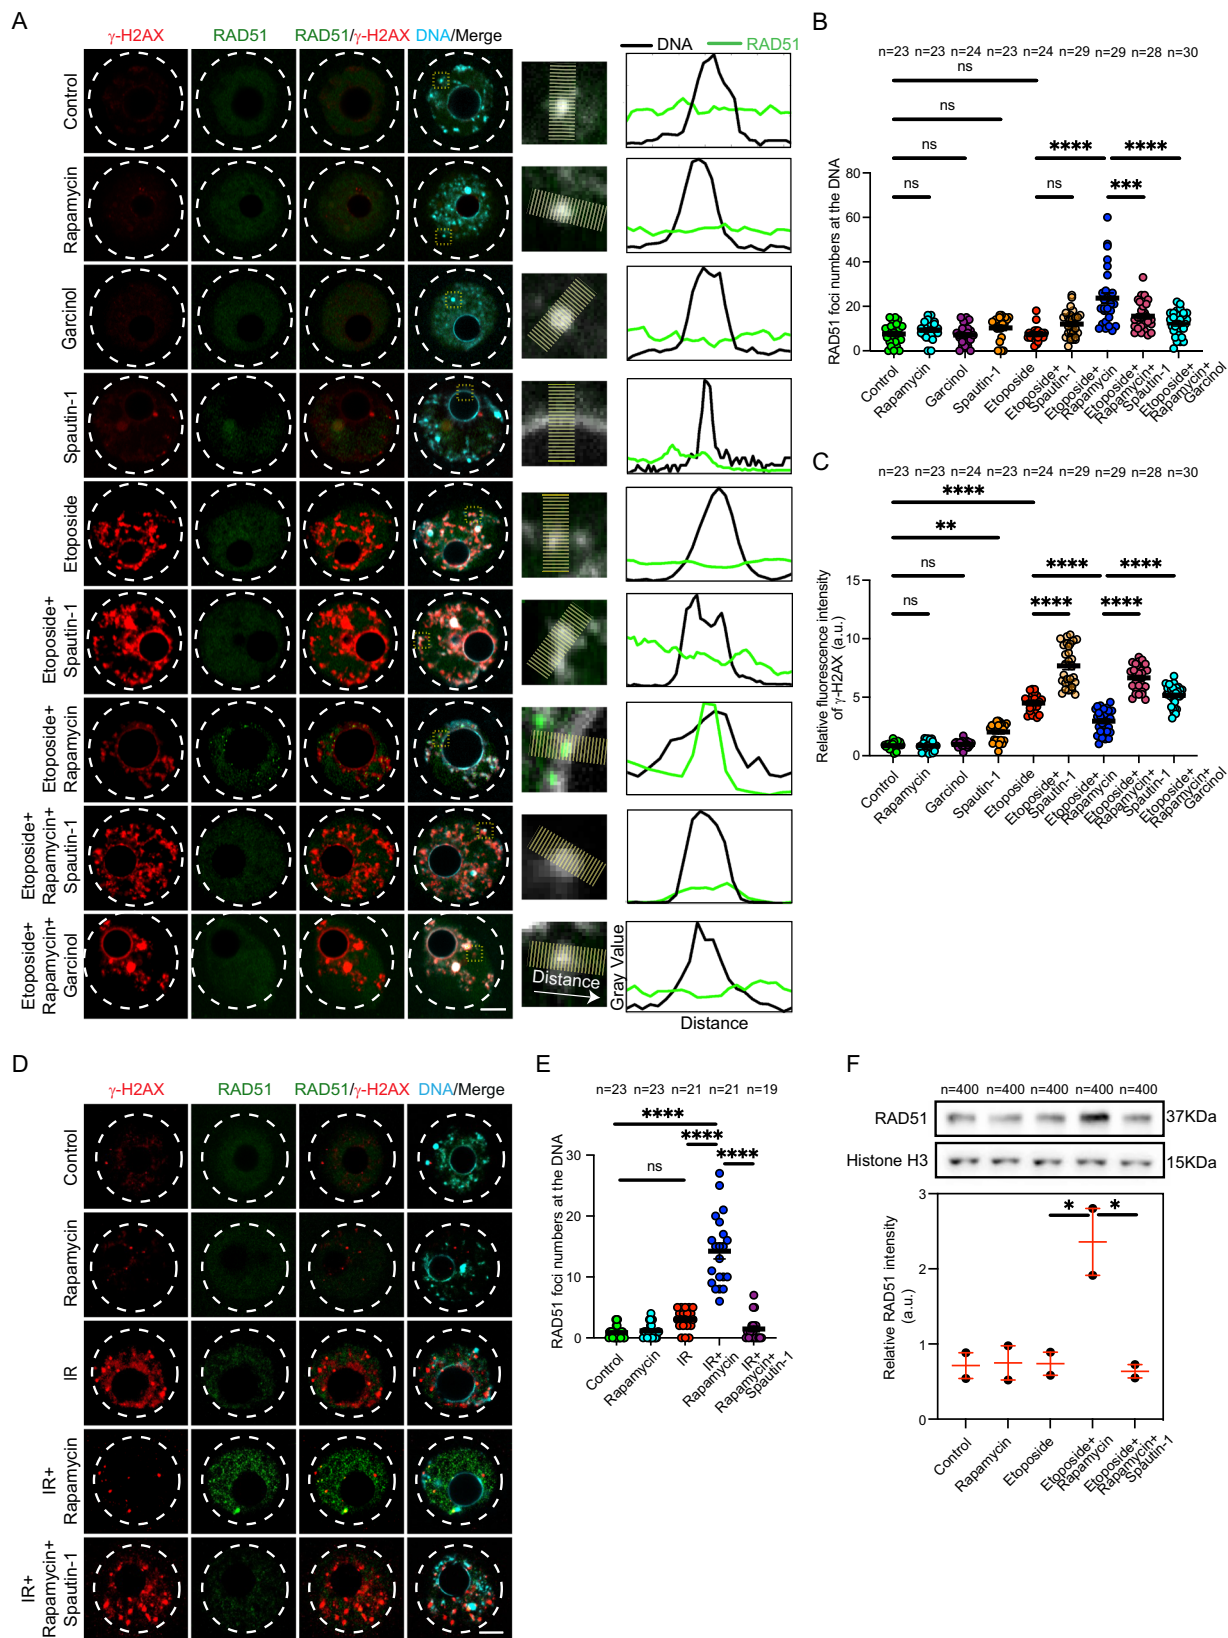 A
γ-H2AX RAD51 RAD51/γ-H2AX DNA/Merge
DNA RAD51
Control
Rapamycin
Garcinol
Spautin-1
Etoposide
Etoposide+
Spautin-1
Etoposide+
Rapamycin
Etoposide+
Rapamycin+
Spautin-1
Etoposide+
Rapamycin+
Garcinol
Distance
Gray Value
Distance
B
n=23 n=23 n=24 n=23 n=24 n=29 n=29 n=28 n=30
ns
ns
ns
ns
**** ****
ns ***
RAD51 foci numbers at the DNA
80
60
40
20
0
Control
Rapamycin
Garcinol
Spautin-1
Etoposide
Etoposide+
Spautin-1
Etoposide+
Rapamycin
Etoposide+
Rapamycin+
Spautin-1
Etoposide+
Rapamycin+
Garcinol
C
n=23 n=23 n=24 n=23 n=24 n=29 n=29 n=28 n=30
****
**
ns
ns
**** ****
**** ****
Relative fluorescence intensity
of γ-H2AX (a.u.)
15
10
5
0
Control
Rapamycin
Garcinol
Spautin-1
Etoposide
Etoposide+
Spautin-1
Etoposide+
Rapamycin
Etoposide+
Rapamycin+
Spautin-1
Etoposide+
Rapamycin+
Garcinol
D
γ-H2AX RAD51 RAD51/γ-H2AX DNA/Merge
Control
Rapamycin
IR
IR+
Rapamycin
IR+
Rapamycin+
Spautin-1
E
n=23 n=23 n=21 n=21 n=19
****
****
****
ns
RAD51 foci numbers at the DNA
30
20
10
0
Control
Rapamycin
IR
IR+
Rapamycin
IR+
Rapamycin+
Spautin-1
F
n=400 n=400 n=400 n=400 n=400
RAD51 37KDa
Histone H3 15KDa
* *
Relative RAD51 intensity
(a.u.)
3
2
1
0
Control
Rapamycin
Etoposide
Etoposide+
Rapamycin
Etoposide+
Rapamycin+
Spautin-1